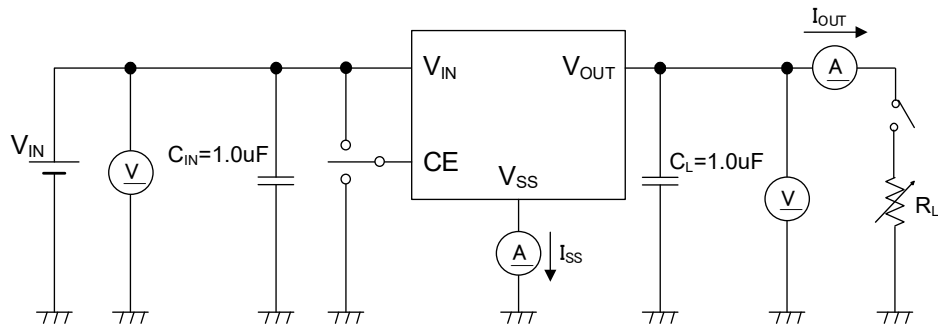 I_OUT
A
V_IN
V_OUT
V_IN
V
C_IN=1.0uF
CE
V_SS
C_L=1.0uF
V
R_L
A
I_SS